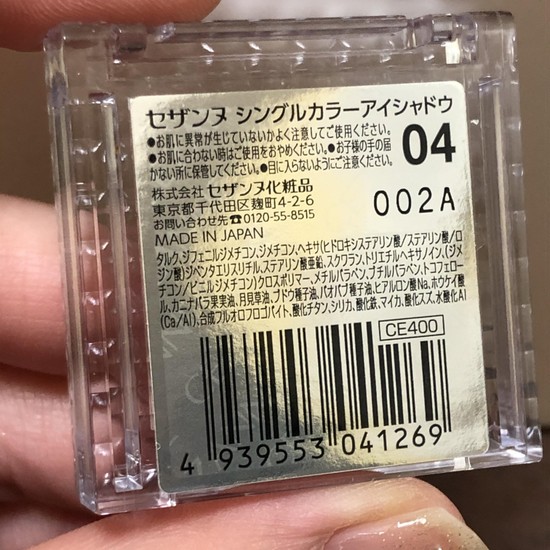 セザンヌ シングルカラーアイシャドウ
●お肌に異常が生じていないかよく注意してご使用ください。
●お肌に合わない時はご使用をおやめください。●お子様の手の届
かない所に保管してください。●目に入らないようにご注意ください。
04
株式会社セザンヌ化粧品
東京都千代田区麹町4-2-6
お問い合わせ先☎0120-55-8515
MADE IN JAPAN
002A
タルク、ジフェニルジメチコン、ジメチコン、ヘキサ(ヒドロキシステアリン酸/ステアリン酸/ロ
ジン酸)ジペンタエリスリチル、ステアリン酸亜鉛、スクワラン、トリエチルヘキサノイン、(ジメ
チコン/ビニルジメチコン)クロスポリマー、メチルパラベン、ブチルパラベン、トコフェロー
ル、カニナバラ果実油、月見草油、ブドウ種子油、バオバブ種子油、ヒアルロン酸Na、ホウケイ酸
(Ca/Al)、合成フルオロフロゴパイト、酸化チタン、シリカ、酸化鉄、マイカ、酸化スズ、水酸化Al
CE400
4 939553 041269